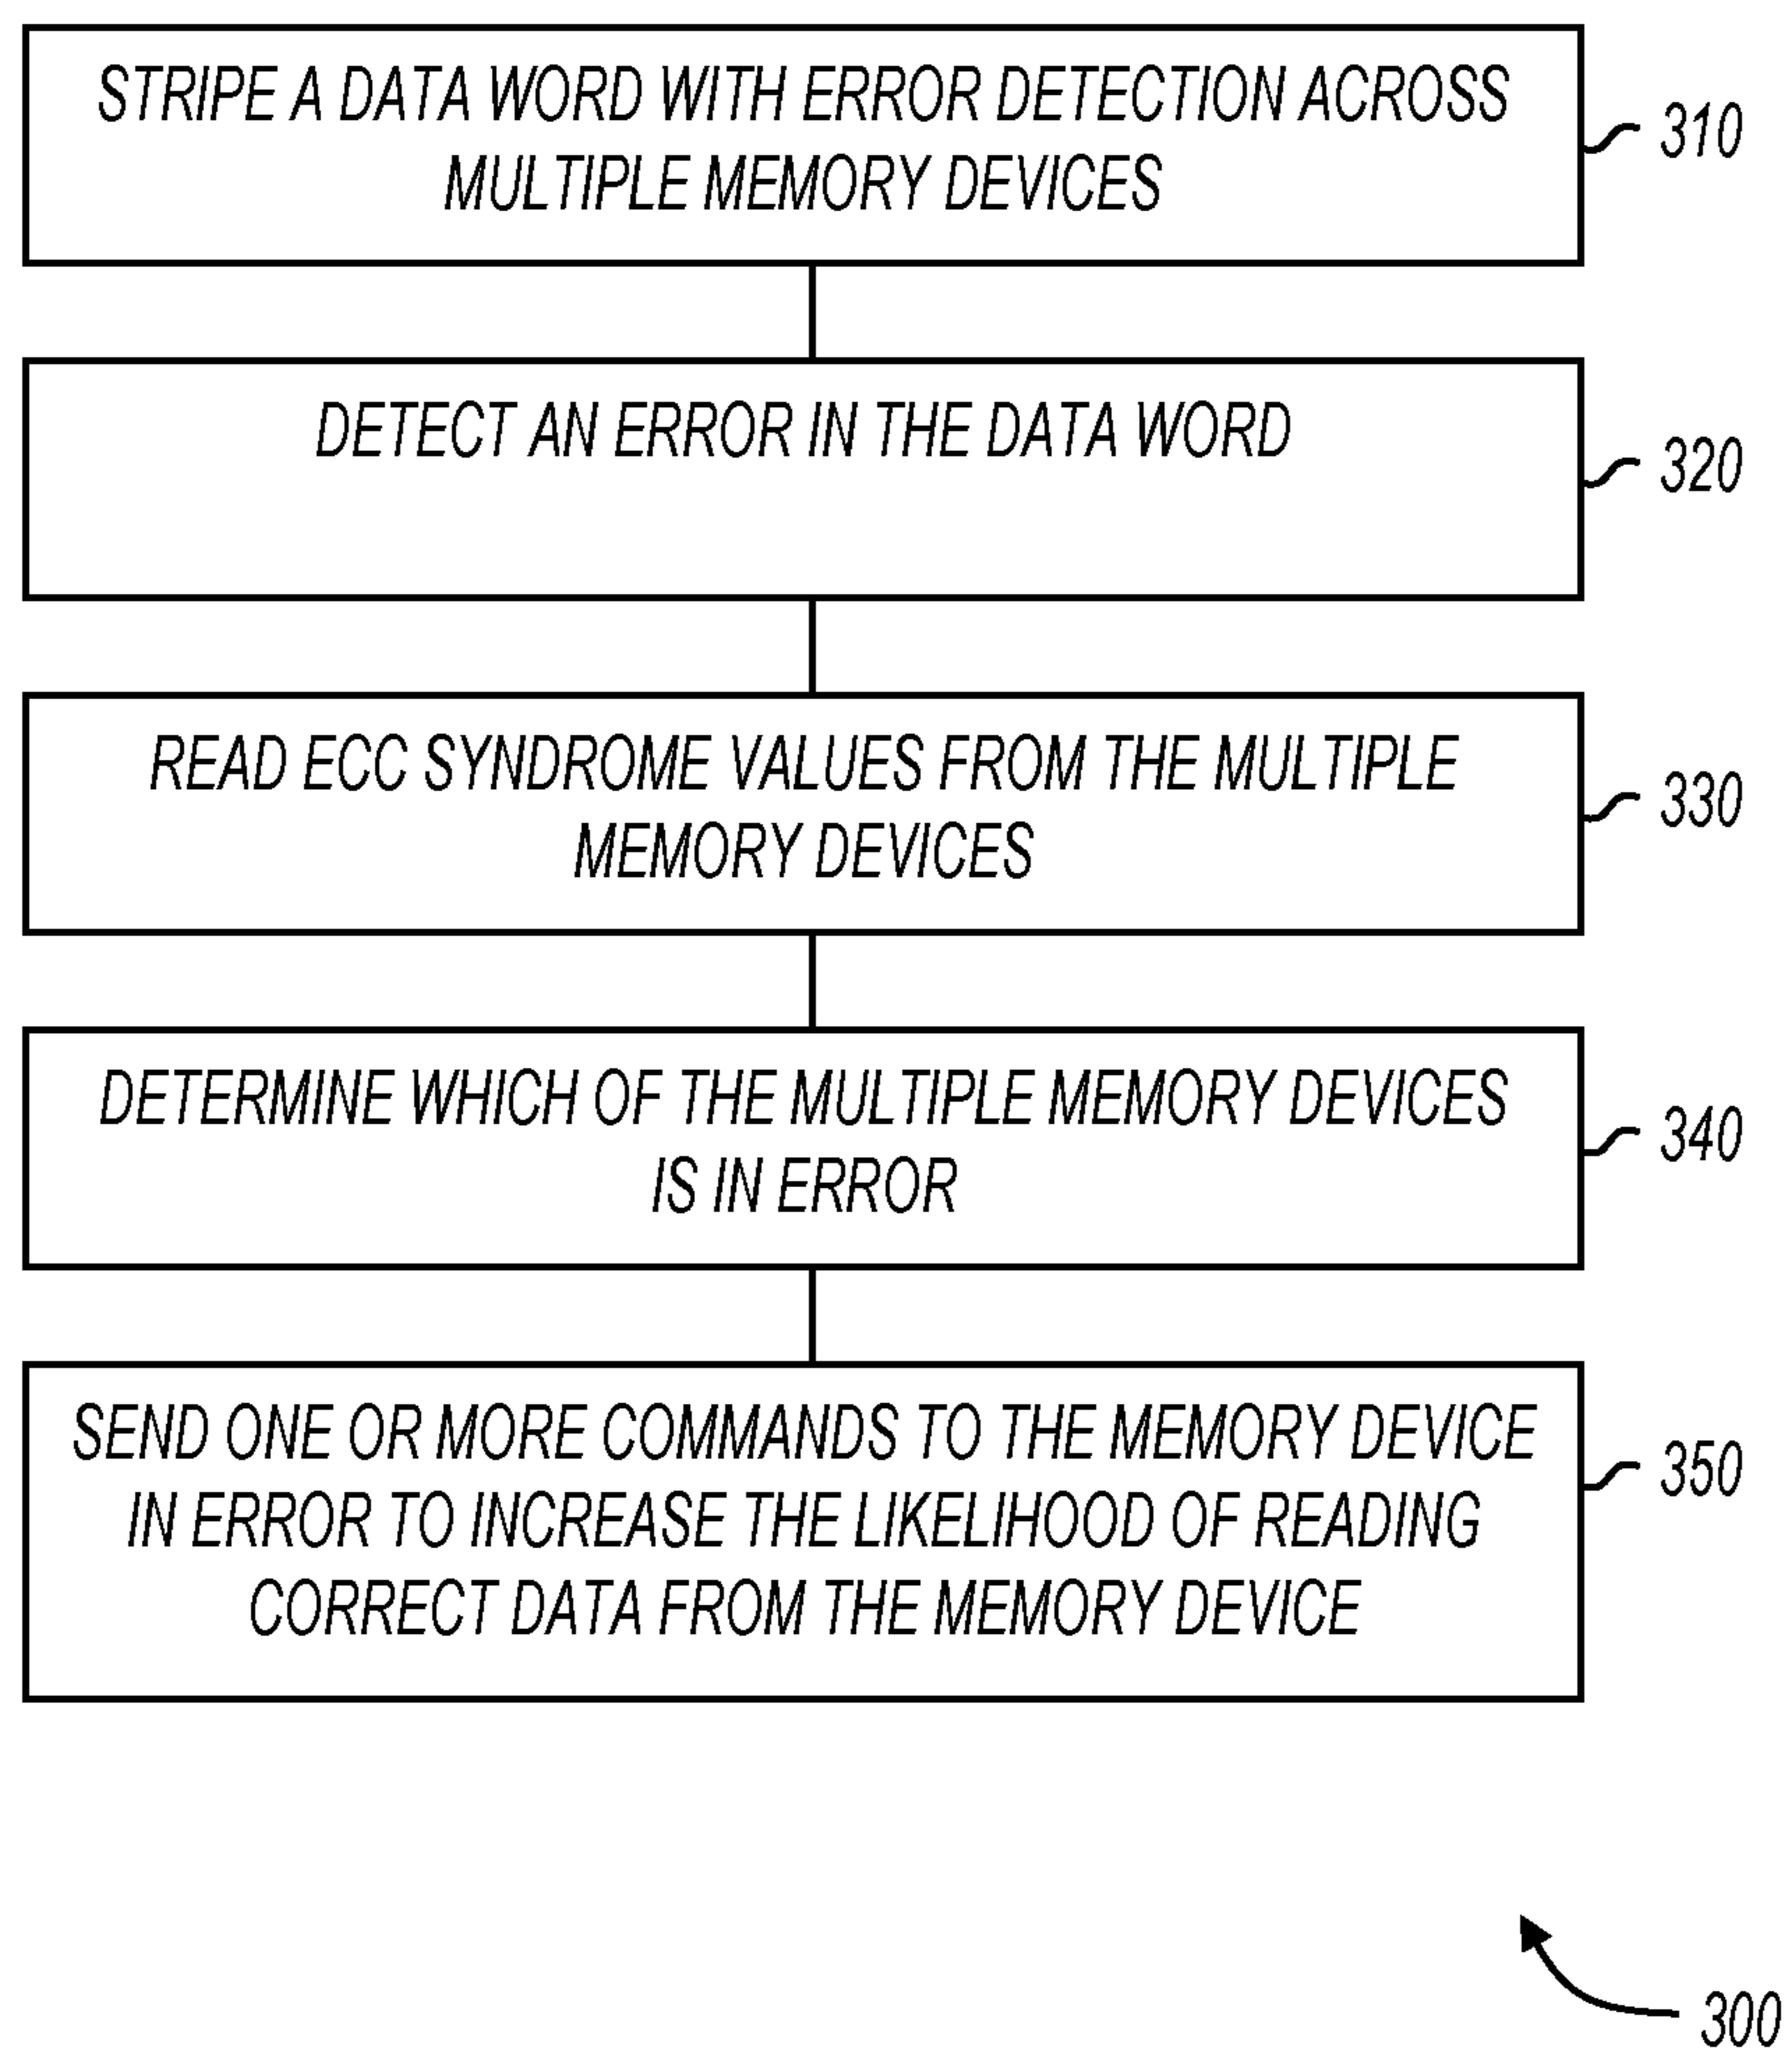 STRIPE A DATA WORD WITH ERROR DETECTION ACROSS
MULTIPLE MEMORY DEVICES
310
DETECT AN ERROR IN THE DATA WORD
320
READ ECC SYNDROME VALUES FROM THE MULTIPLE
MEMORY DEVICES
330
DETERMINE WHICH OF THE MULTIPLE MEMORY DEVICES
IS IN ERROR
340
SEND ONE OR MORE COMMANDS TO THE MEMORY DEVICE
IN ERROR TO INCREASE THE LIKELIHOOD OF READING
CORRECT DATA FROM THE MEMORY DEVICE
350
300